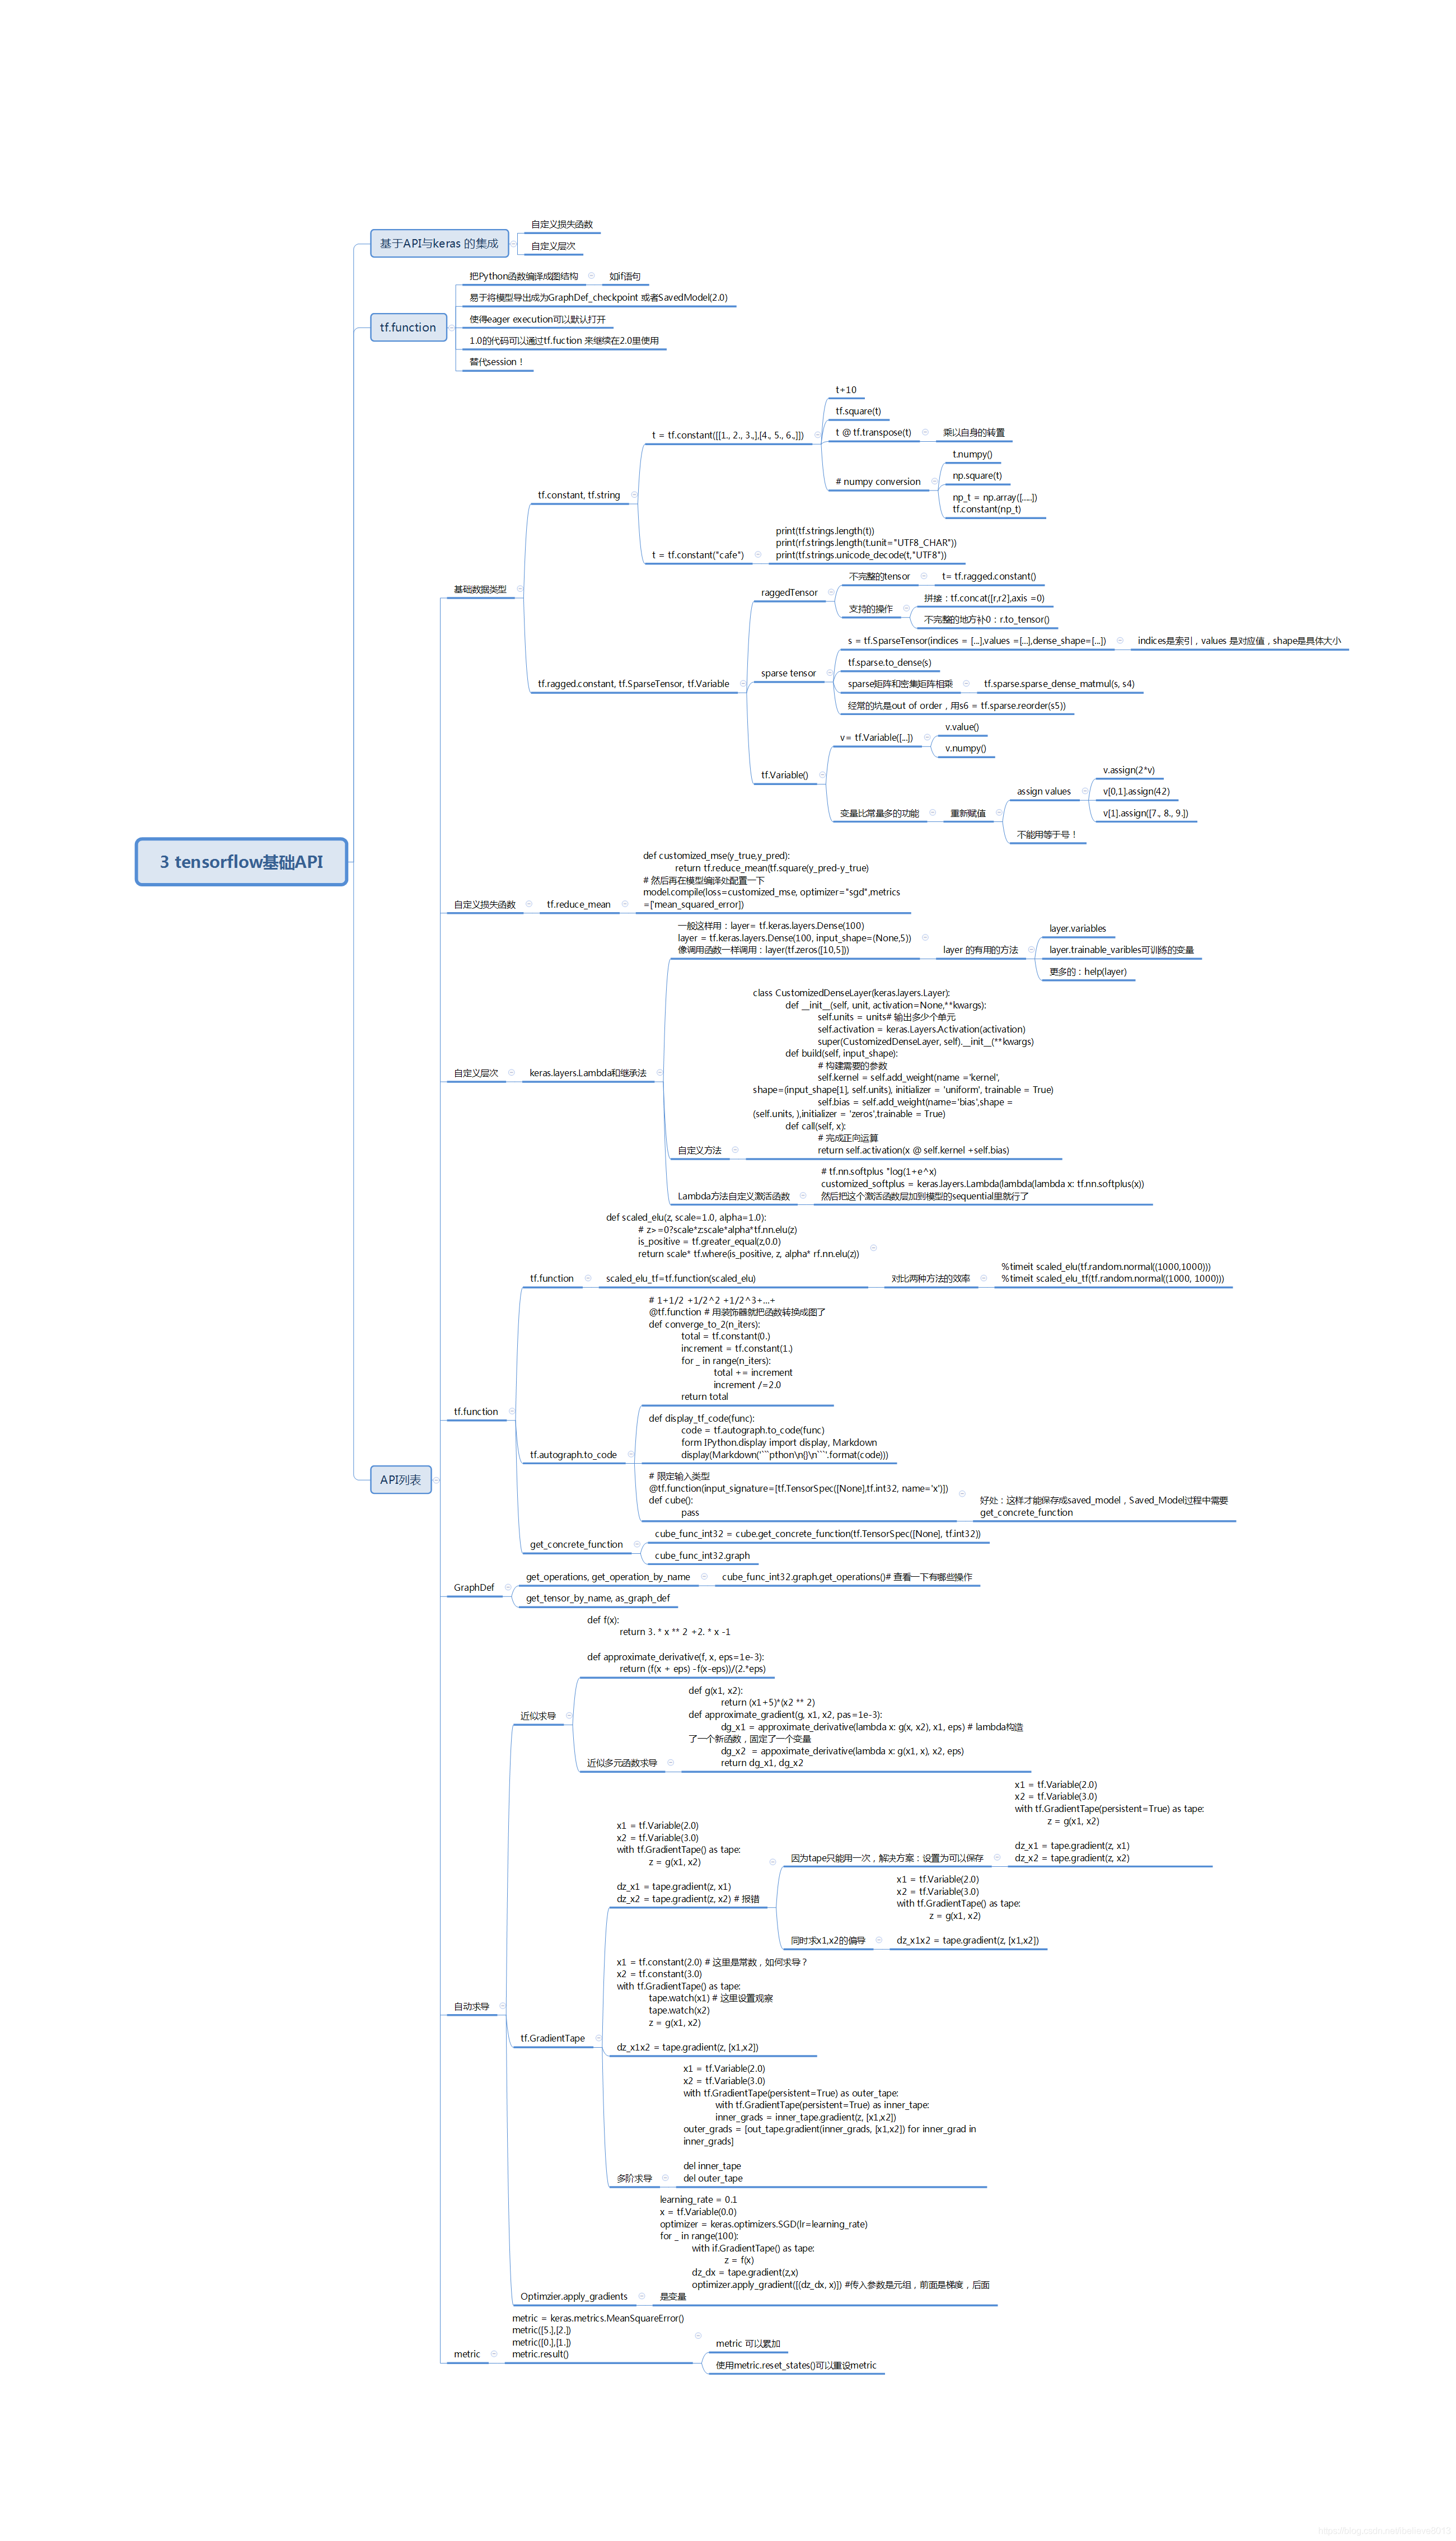 3 tensorflow基础API
基于API与keras 的集成
自定义损失函数
自定义层次
tf.function
把Python函数编译成图结构
如if语句
易于将模型导出成为GraphDef_checkpoint 或者SavedModel(2.0)
使得eager execution可以默认打开
1.0的代码可以通过tf.fuction 来继续在2.0里使用
替代session！
API列表
基础数据类型
tf.constant, tf.string
t = tf.constant([[1., 2., 3.,],[4., 5., 6.,]])
t+10
tf.square(t)
t @ tf.transpose(t)
乘以自身的转置
# numpy conversion
t.numpy()
np.square(t)
np_t = np.array([.....])
tf.constant(np_t)
t = tf.constant("cafe")
print(tf.strings.length(t))
print(rf.strings.length(t.unit="UTF8_CHAR"))
print(tf.strings.unicode_decode(t,"UTF8"))
tf.ragged.constant, tf.SparseTensor, tf.Variable
raggedTensor
不完整的tensor
t= tf.ragged.constant()
支持的操作
拼接：tf.concat([r,r2],axis =0)
不完整的地方补0：r.to_tensor()
sparse tensor
s = tf.SparseTensor(indices = [...],values =[...],dense_shape=[...])
indices是索引，values 是对应值，shape是具体大小
tf.sparse.to_dense(s)
sparse矩阵和密集矩阵相乘
tf.sparse.sparse_dense_matmul(s, s4)
经常的坑是out of order，用s6 = tf.sparse.reorder(s5))
tf.Variable()
v= tf.Variable([...])
v.value()
v.numpy()
变量比常量多的功能
重新赋值
assign values
v.assign(2*v)
v[0,1].assign(42)
v[1].assign([7., 8., 9.])
不能用等于号！
自定义损失函数
tf.reduce_mean
def customized_mse(y_true,y_pred):
return tf.reduce_mean(tf.square(y_pred-y_true)
# 然后再在模型编译处配置一下
model.compile(loss=customized_mse, optimizer="sgd",metrics
=['mean_squared_error])
自定义层次
keras.layers.Lambda和继承法
一般这样用：layer= tf.keras.layers.Dense(100)
layer = tf.keras.layers.Dense(100, input_shape=(None,5))
像调用函数一样调用：layer(tf.zeros([10,5]))
layer 的有用的方法
layer.variables
layer.trainable_varibles可训练的变量
更多的：help(layer)
自定义方法
class CustomizedDenseLayer(keras.layers.Layer):
def __init__(self, unit, activation=None,**kwargs):
self.units = units# 输出多少个单元
self.activation = keras.Layers.Activation(activation)
super(CustomizedDenseLayer, self).__init__(**kwargs)
def build(self, input_shape):
# 构建需要的参数
self.kernel = self.add_weight(name ='kernel',
shape=(input_shape[1], self.units), initializer = 'uniform', trainable = True)
self.bias = self.add_weight(name='bias',shape =
(self.units, ),initializer = 'zeros',trainable = True)
def call(self, x):
# 完成正向运算
return self.activation(x @ self.kernel +self.bias)
Lambda方法自定义激活函数
# tf.nn.softplus "log(1+e^x)
customized_softplus = keras.layers.Lambda(lambda(lambda x: tf.nn.softplus(x))
然后把这个激活函数层加到模型的sequential里就行了
tf.function
tf.function
def scaled_elu(z, scale=1.0, alpha=1.0):
# z>=0?scale*z:scale*alpha*tf.nn.elu(z)
is_positive = tf.greater_equal(z,0.0)
return scale* tf.where(is_positive, z, alpha* rf.nn.elu(z))
scaled_elu_tf=tf.function(scaled_elu)
对比两种方法的效率
%timeit scaled_elu(tf.random.normal((1000,1000)))
%timeit scaled_elu_tf(tf.random.normal((1000, 1000)))
tf.autograph.to_code
# 1+1/2 +1/2^2 +1/2^3+...+
@tf.function # 用装饰器就把函数转换成图了
def converge_to_2(n_iters):
total = tf.constant(0.)
increment = tf.constant(1.)
for _ in range(n_iters):
total += increment
increment /=2.0
return total
def display_tf_code(func):
code = tf.autograph.to_code(func)
form IPython.display import display, Markdown
display(Markdown('```pthon\n{}\n```'.format(code)))
# 限定输入类型
@tf.function(input_signature=[tf.TensorSpec([None],tf.int32, name='x')])
def cube():
pass
好处：这样才能保存成saved_model，Saved_Model过程中需要
get_concrete_function
get_concrete_function
cube_func_int32 = cube.get_concrete_function(tf.TensorSpec([None], tf.int32))
cube_func_int32.graph
GraphDef
get_operations, get_operation_by_name
cube_func_int32.graph.get_operations()# 查看一下有哪些操作
get_tensor_by_name, as_graph_def
自动求导
近似求导
def f(x):
return 3. * x ** 2 +2. * x -1
def approximate_derivative(f, x, eps=1e-3):
return (f(x + eps) -f(x-eps))/(2.*eps)
近似多元函数求导
def g(x1, x2):
return (x1+5)*(x2 ** 2)
def approximate_gradient(g, x1, x2, pas=1e-3):
dg_x1 = approximate_derivative(lambda x: g(x, x2), x1, eps) # lambda构造
了一个新函数，固定了一个变量
dg_x2  = appoximate_derivative(lambda x: g(x1, x), x2, eps)
return dg_x1, dg_x2
tf.GradientTape
x1 = tf.Variable(2.0)
x2 = tf.Variable(3.0)
with tf.GradientTape() as tape:
z = g(x1, x2)
dz_x1 = tape.gradient(z, x1)
dz_x2 = tape.gradient(z, x2) # 报错
因为tape只能用一次，解决方案：设置为可以保存
x1 = tf.Variable(2.0)
x2 = tf.Variable(3.0)
with tf.GradientTape(persistent=True) as tape:
z = g(x1, x2)
dz_x1 = tape.gradient(z, x1)
dz_x2 = tape.gradient(z, x2)
同时求x1,x2的偏导
x1 = tf.Variable(2.0)
x2 = tf.Variable(3.0)
with tf.GradientTape() as tape:
z = g(x1, x2)
dz_x1x2 = tape.gradient(z, [x1,x2])
x1 = tf.constant(2.0) # 这里是常数，如何求导？
x2 = tf.constant(3.0)
with tf.GradientTape() as tape:
tape.watch(x1) # 这里设置观察
tape.watch(x2)
z = g(x1, x2)
dz_x1x2 = tape.gradient(z, [x1,x2])
多阶求导
x1 = tf.Variable(2.0)
x2 = tf.Variable(3.0)
with tf.GradientTape(persistent=True) as outer_tape:
with tf.GradientTape(persistent=True) as inner_tape:
inner_grads = inner_tape.gradient(z, [x1,x2])
outer_grads = [out_tape.gradient(inner_grads, [x1,x2]) for inner_grad in
inner_grads]
del inner_tape
del outer_tape
Optimzier.apply_gradients
learning_rate = 0.1
x = tf.Variable(0.0)
optimizer = keras.optimizers.SGD(lr=learning_rate)
for _ in range(100):
with if.GradientTape() as tape:
z = f(x)
dz_dx = tape.gradient(z,x)
optimizer.apply_gradient([(dz_dx, x)]) #传入参数是元组，前面是梯度，后面
是变量
metric
metric = keras.metrics.MeanSquareError()
metric([5.],[2.])
metric([0.],[1.])
metric.result()
metric 可以累加
使用metric.reset_states()可以重设metric